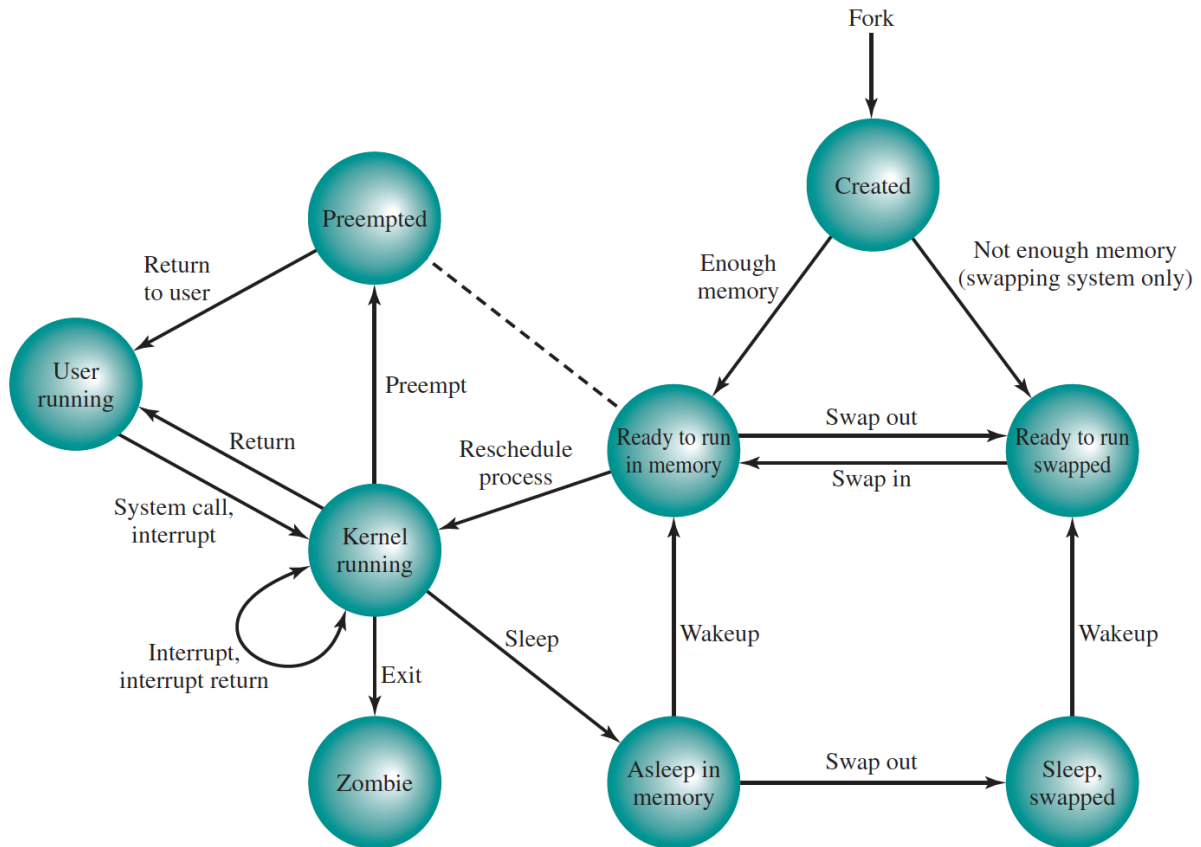 Fork
Created
Preempted
Enough
memory
Not enough memory
(swapping system only)
Return
to user
User
running
Preempt
Return
Reschedule
process
Ready to run
in memory
Swap out
Swap in
Ready to run
swapped
System call,
interrupt
Kernel
running
Interrupt,
interrupt return
Sleep
Exit
Wakeup
Wakeup
Zombie
Asleep in
memory
Swap out
Sleep,
swapped